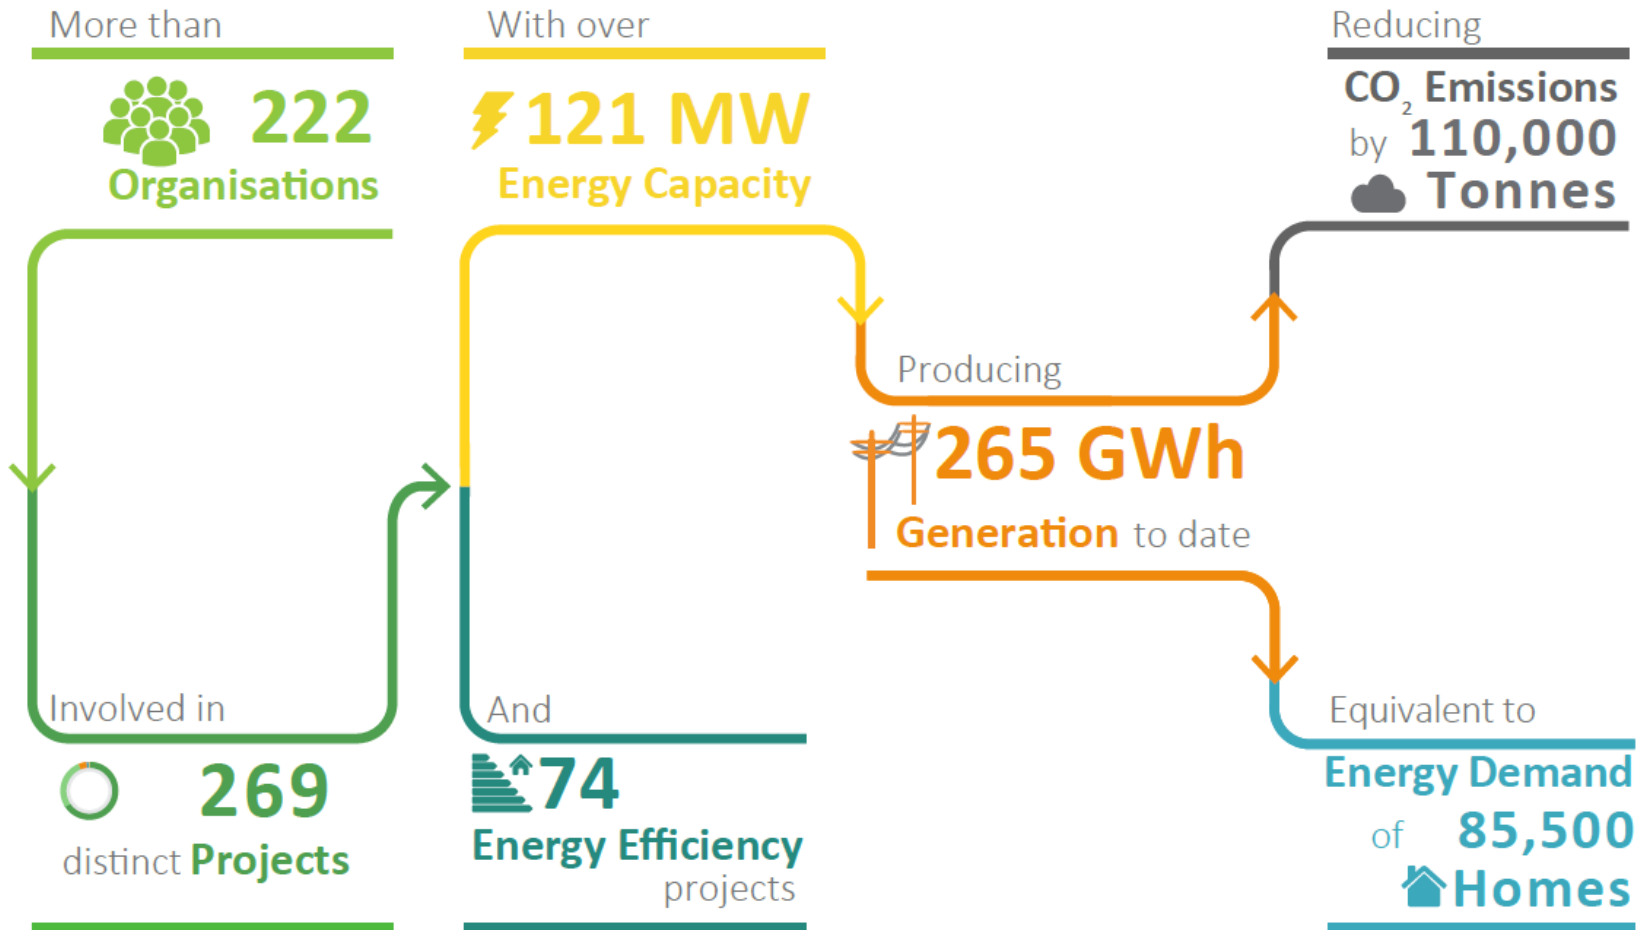 More than
222
Organisations
Involved in
269
distinct Projects
With over
121 MW
Energy Capacity
And
74
Energy Efficiency
projects
Producing
265 GWh
Generation to date
Reducing
CO₂ Emissions
by 110,000
Tonnes
Equivalent to
Energy Demand
of 85,500
Homes